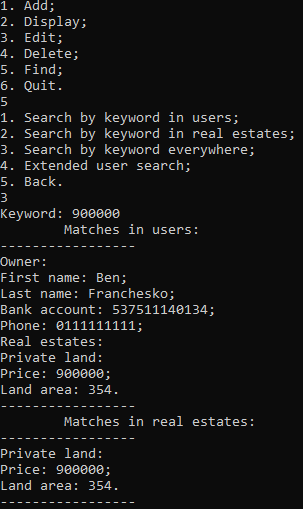 1. Add;
2. Display;
3. Edit;
4. Delete;
5. Find;
6. Quit.
5
1. Search by keyword in users;
2. Search by keyword in real estates;
3. Search by keyword everywhere;
4. Extended user search;
5. Back.
3
Keyword: 900000
Matches in users:
-----------------
Owner:
First name: Ben;
Last name: Franchesko;
Bank account: 537511140134;
Phone: 0111111111;
Real estates:
Private land:
Price: 900000;
Land area: 354.
-----------------
Matches in real estates:
-----------------
Private land:
Price: 900000;
Land area: 354.
-----------------